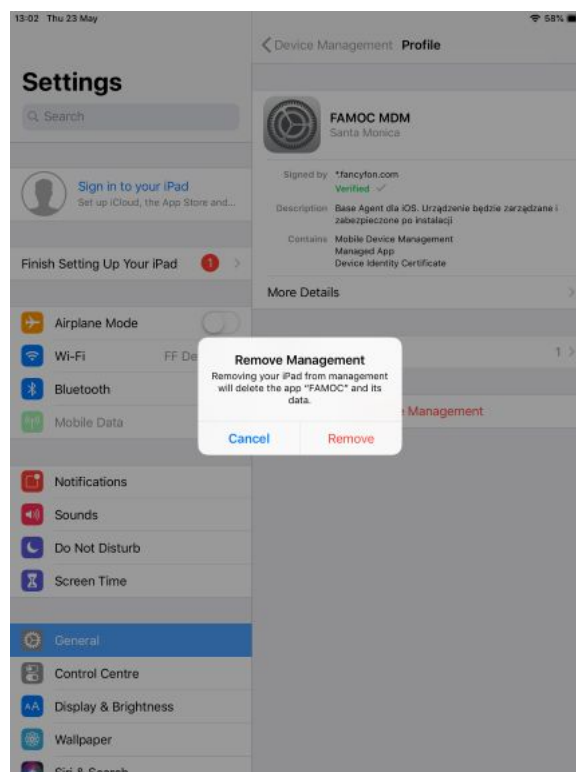 13:02 Thu 23 May
58%
Settings
Search
Sign in to your iPad
Set up iCloud, the App Store and...
Finish Setting Up Your iPad
1
Airplane Mode
Wi-Fi
FF De
Bluetooth
Mobile Data
Notifications
Sounds
Do Not Disturb
Screen Time
General
Control Centre
Display & Brightness
AA
Wallpaper
Siri & Search
Device Management
Profile
FAMOC MDM
Santa Monica
Signed by *.fancyfon.com
Verified
Description Base Agent dla iOS. Urządzenie będzie zarządzane i
zabezpieczone po instalacji
Contains Mobile Device Management
Managed App
Device Identity Certificate
More Details
1
Management
Remove Management
Removing your iPad from management
will delete the app "FAMOC" and its
data.
Cancel
Remove